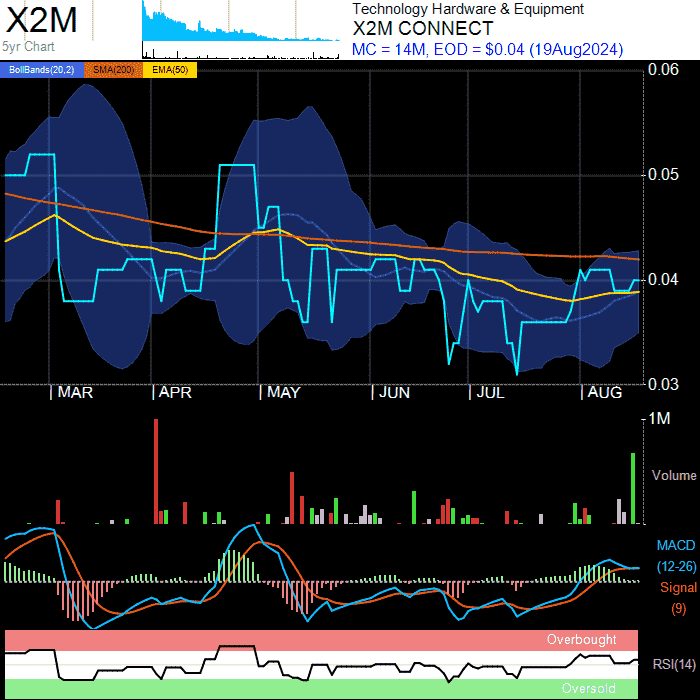 X2M
5yr Chart
Technology Hardware & Equipment
X2M CONNECT
MC = 14M, EOD = $0.04 (19Aug2024)
BollBands(20,2) SMA(200) EMA(50)
0.06
0.05
0.04
0.03
MAR APR MAY JUN JUL AUG
1M
Volume
MACD
(12-26)
Signal
(9)
Overbought
RSI(14)
Oversold